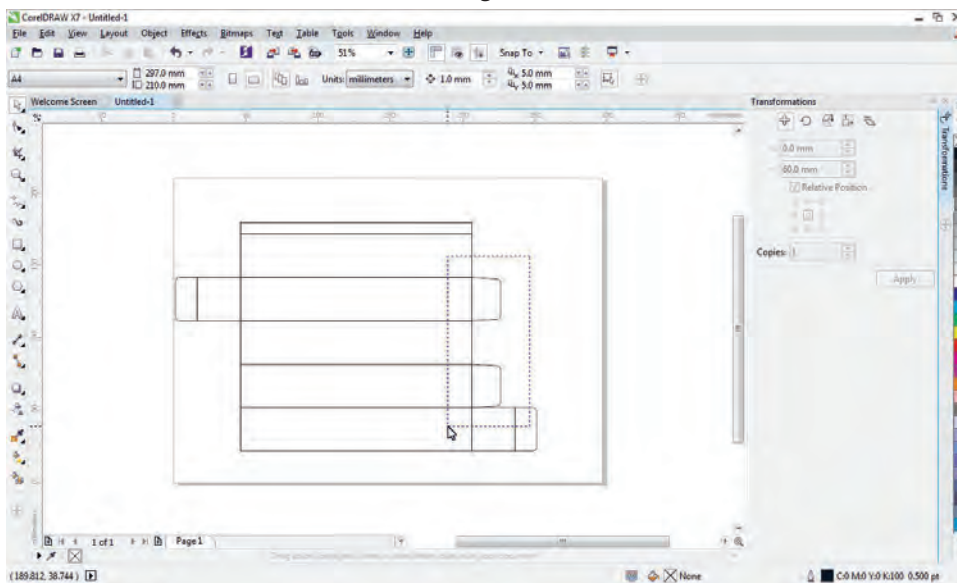 CorelDRAW X7 - Untitled-1
File Edit View Layout Object Effects Bitmaps Text Table Tools Window Help
51% Snap To
A4 297.0 mm 210.0 mm Units: millimeters 1.0 mm 5.0 mm 5.0 mm
Welcome Screen Untitled-1 Transformations
Transformations
0.0 mm
60.0 mm
Relative Position
Copies: 1
Apply
1 of 1 Page 1
(189.812, 38.744) None C:0 M:0 Y:0 K:100 0.500 pt